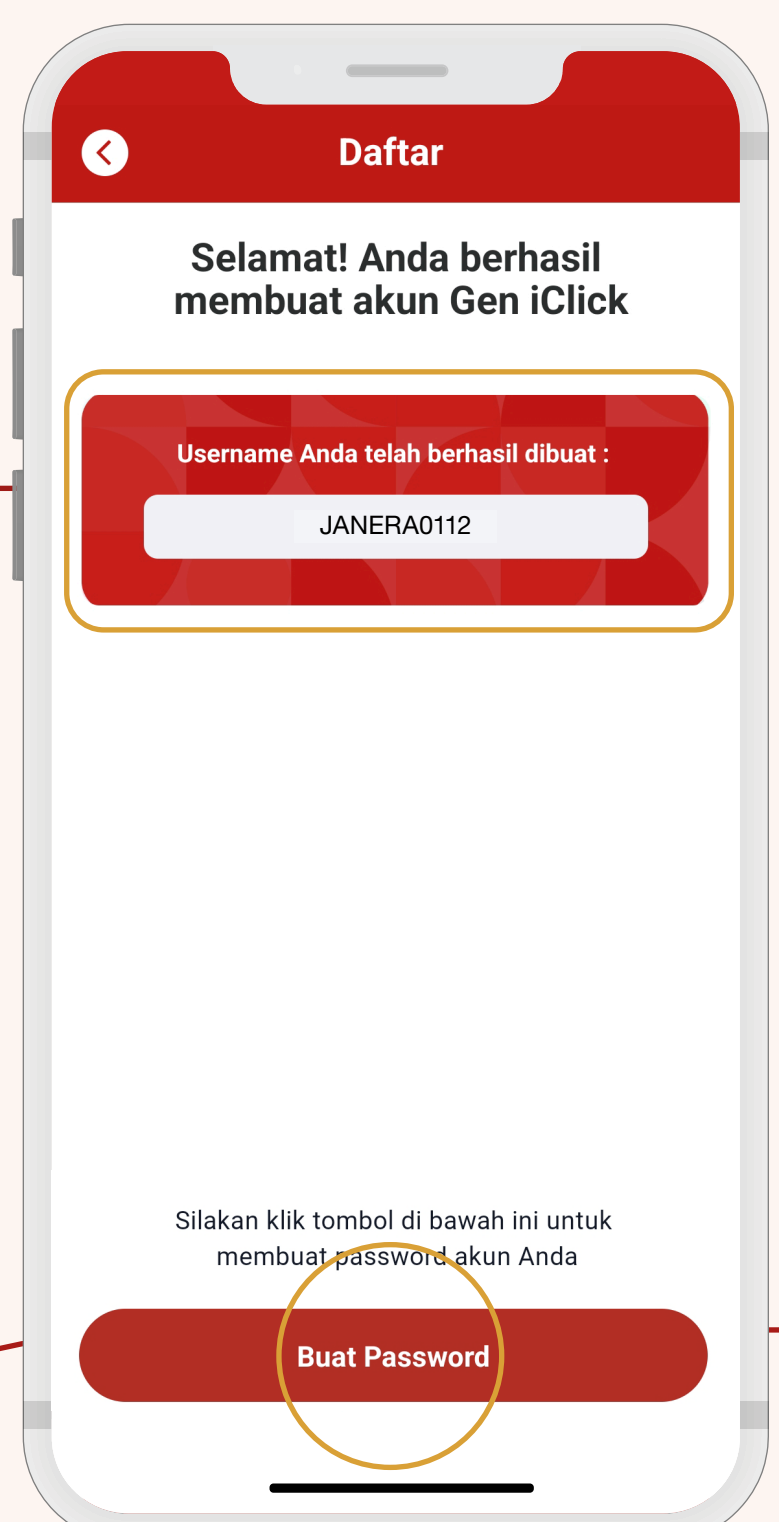 Daftar
Selamat! Anda berhasil
membuat akun Gen iClick
Username Anda telah berhasil dibuat :
JANERA0112
Silakan klik tombol di bawah ini untuk
membuat password akun Anda
Buat Password